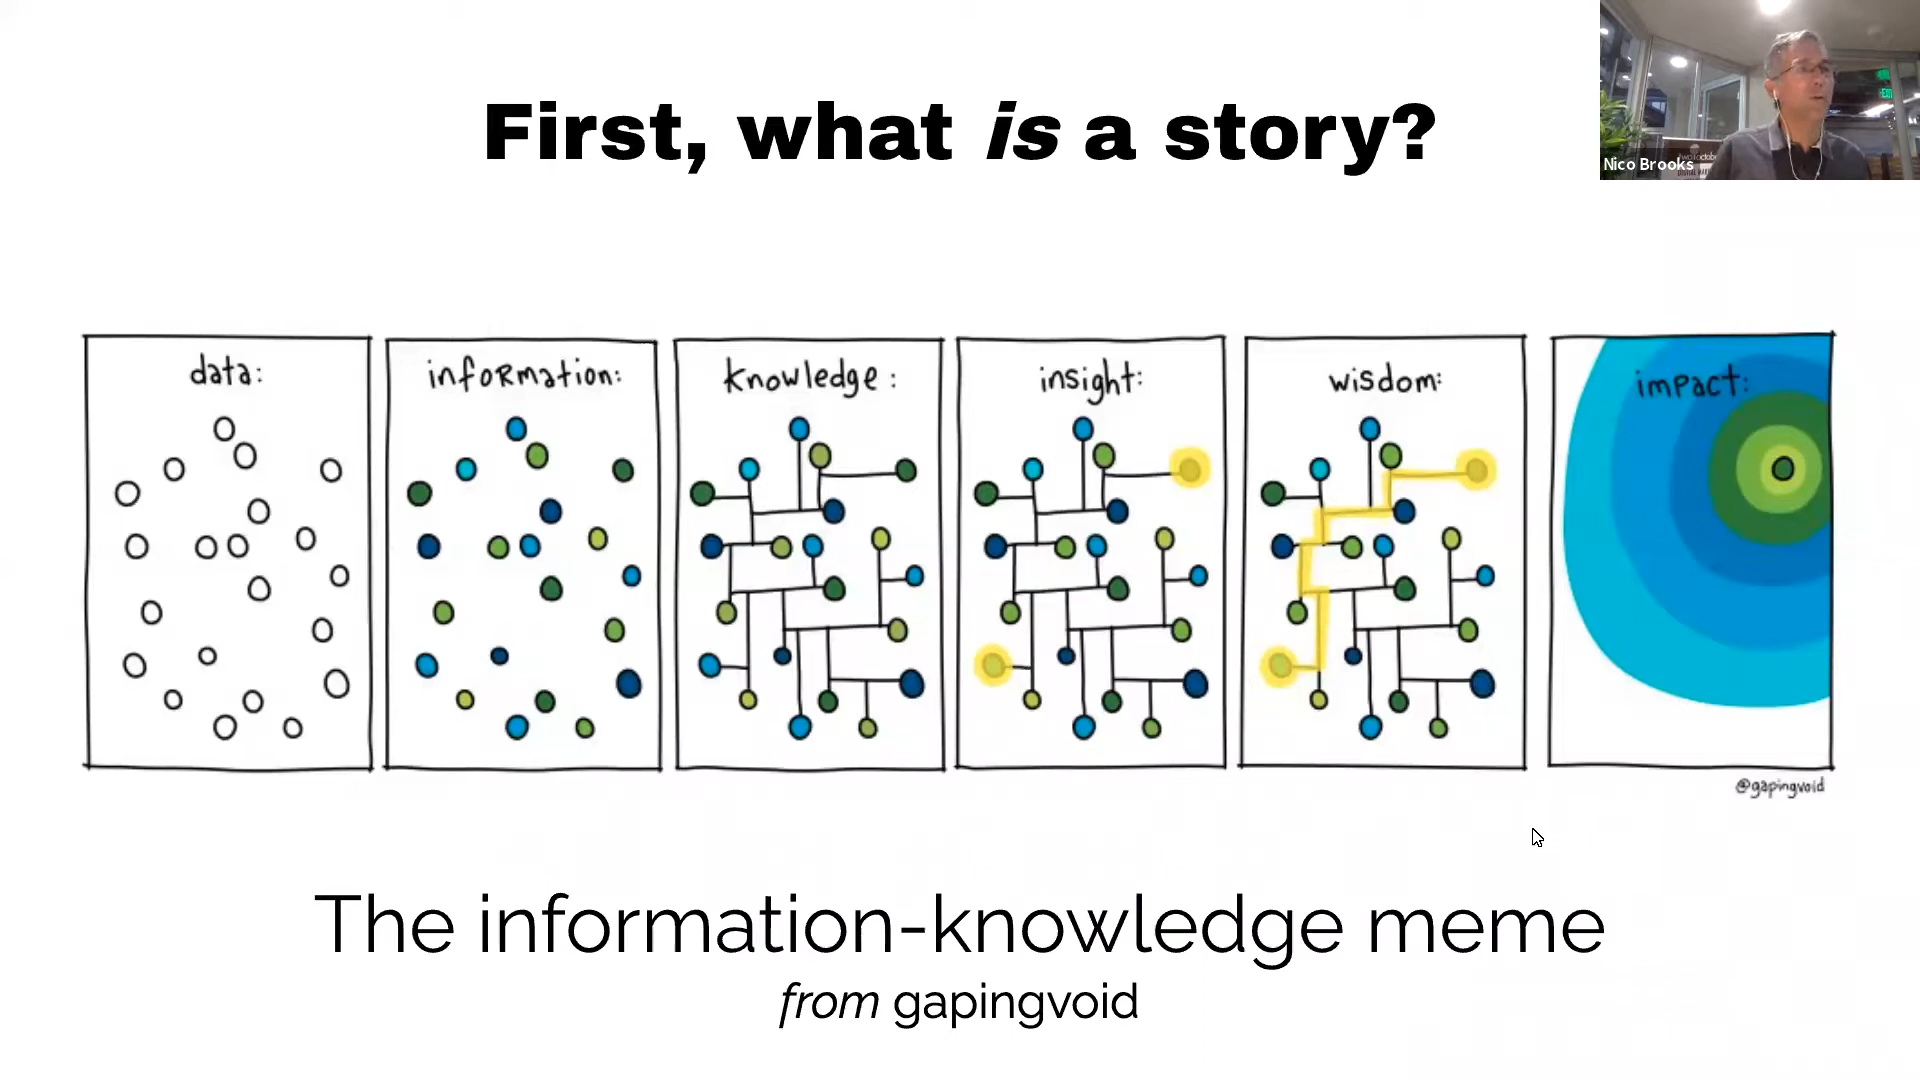 First, what is a story?
Nico Brooks
EXIT
data:
information:
knowledge:
insight:
wisdom:
impact:
@gapingvoid
The information-knowledge meme
from gapingvoid